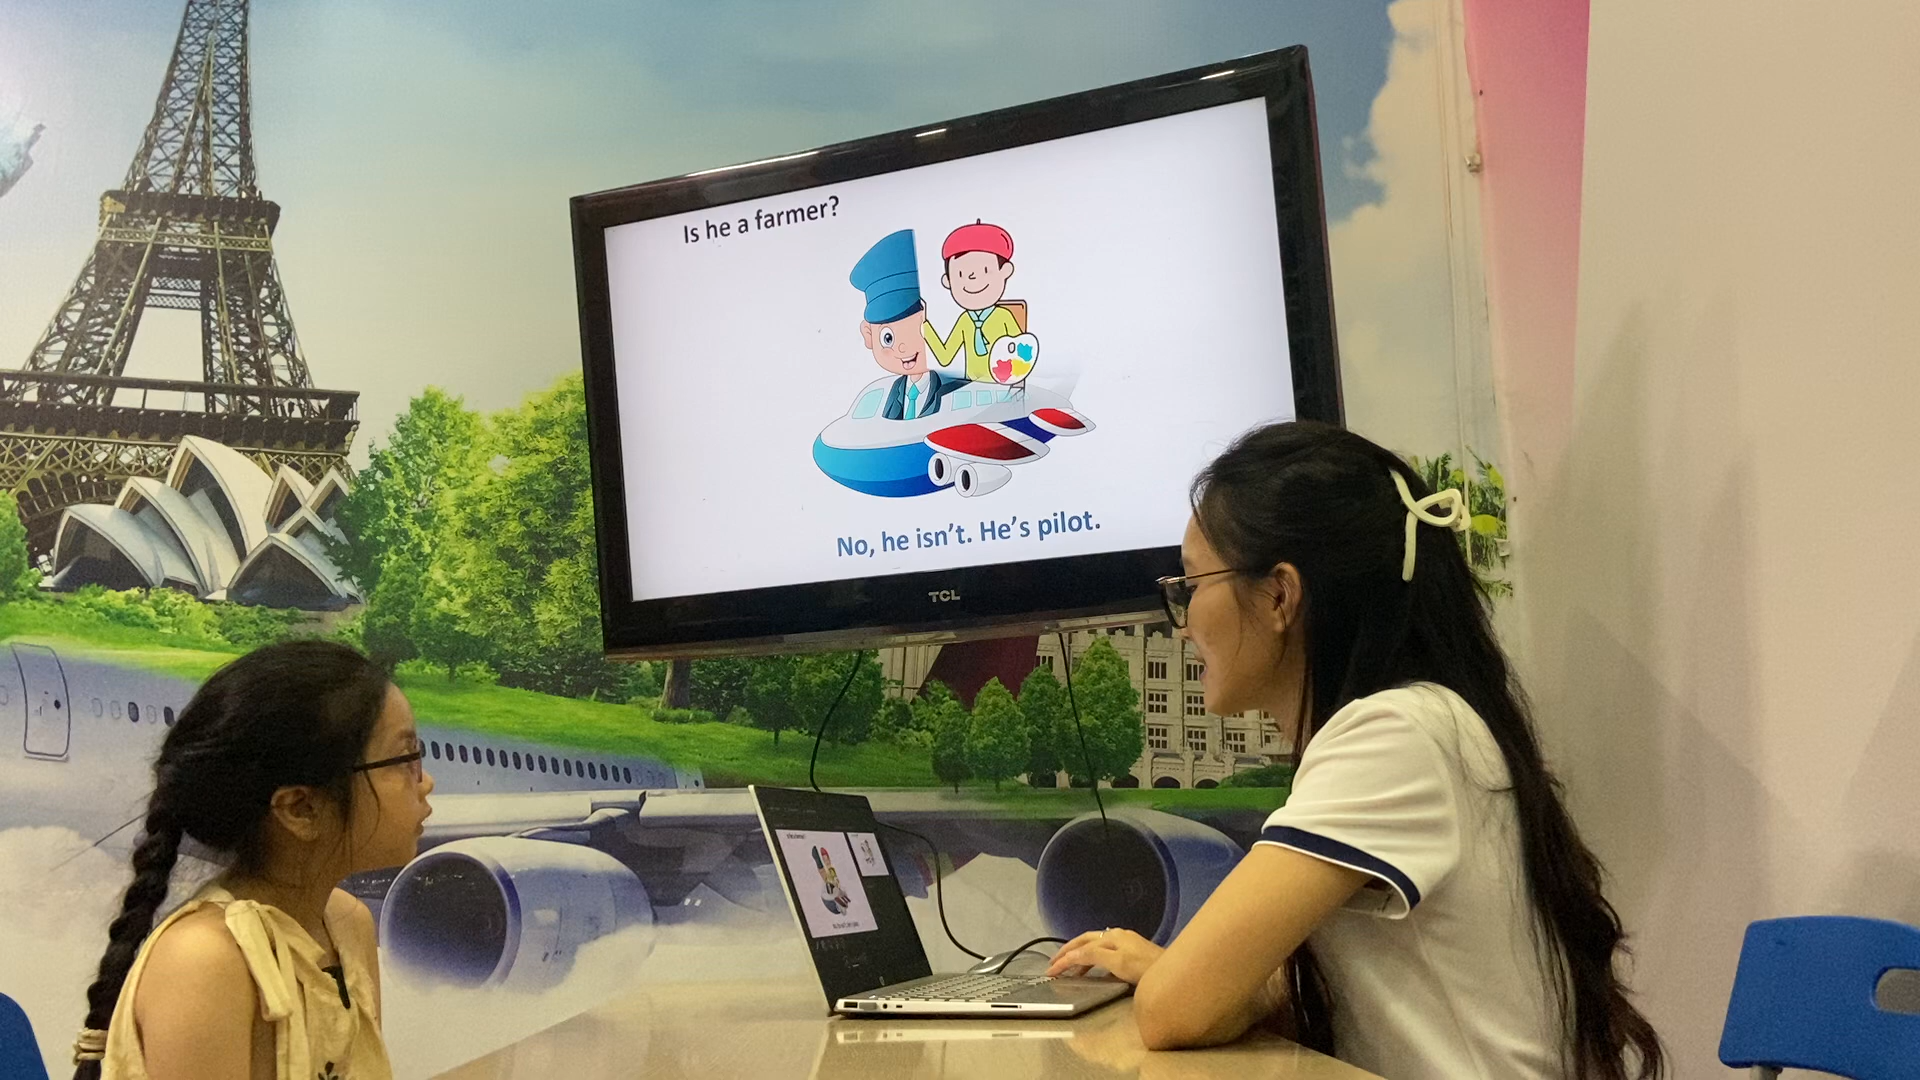 Is he a farmer?
No, he isn't. He's pilot.
TCL